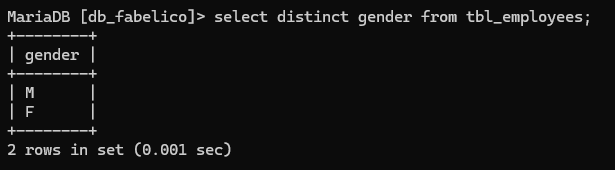 MariaDB [db_fabelico]> select distinct gender from tbl_employees;
+--------+
| gender |
+--------+
| M      |
| F      |
+--------+
2 rows in set (0.001 sec)